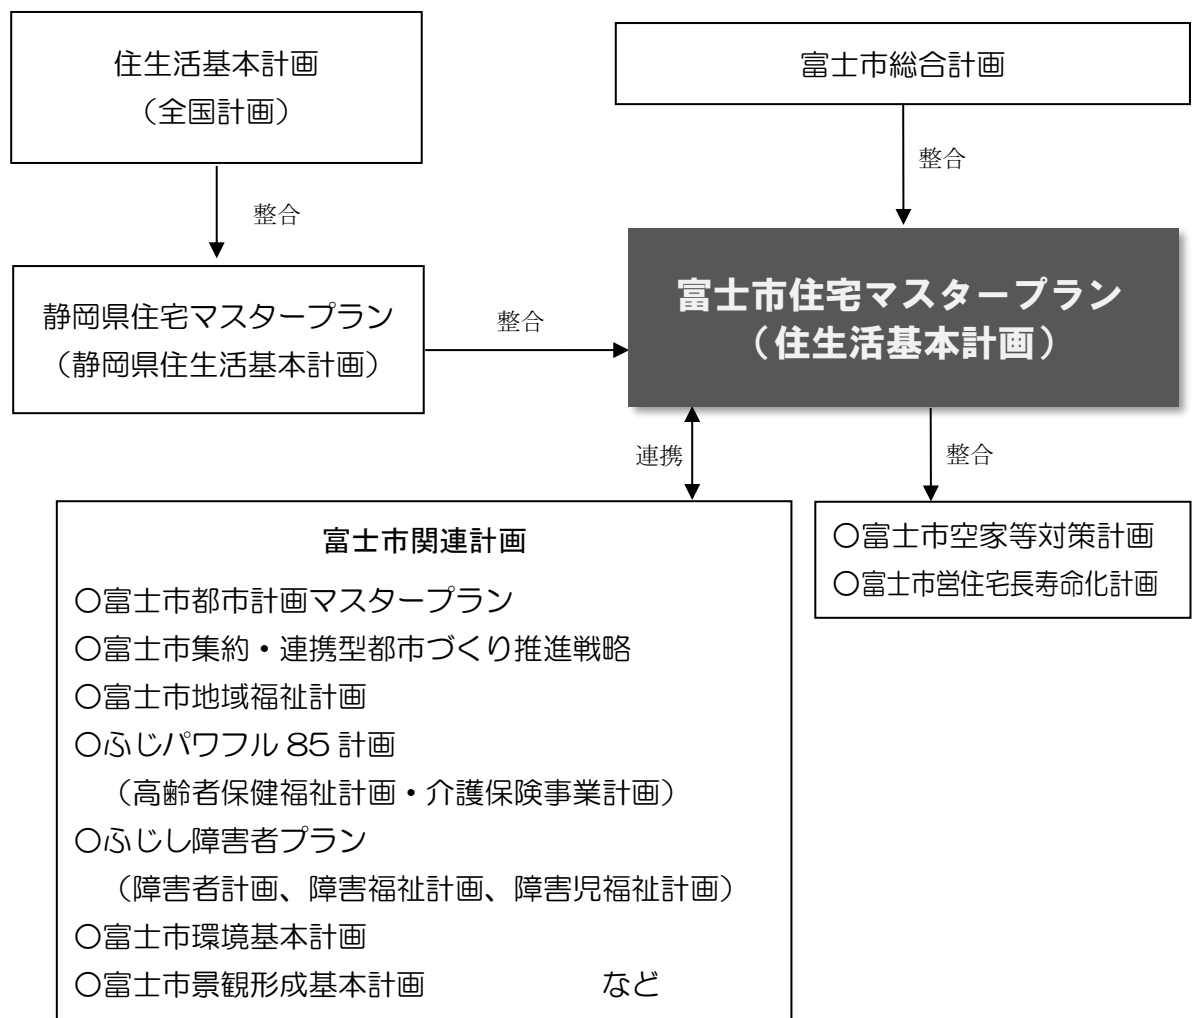 住生活基本計画
（全国計画）
富士市総合計画
整合
整合
静岡県住宅マスタープラン
（静岡県住生活基本計画）
整合
富士市住宅マスタープラン
（住生活基本計画）
連携
整合
富士市関連計画
○富士市都市計画マスタープラン
○富士市集約・連携型都市づくり推進戦略
○富士市地域福祉計画
○ふじパワフル 85 計画
（高齢者保健福祉計画・介護保険事業計画）
○ふじし障害者プラン
（障害者計画、障害福祉計画、障害児福祉計画）
○富士市環境基本計画
○富士市景観形成基本計画　　　　　　など
○富士市空家等対策計画
○富士市営住宅長寿命化計画